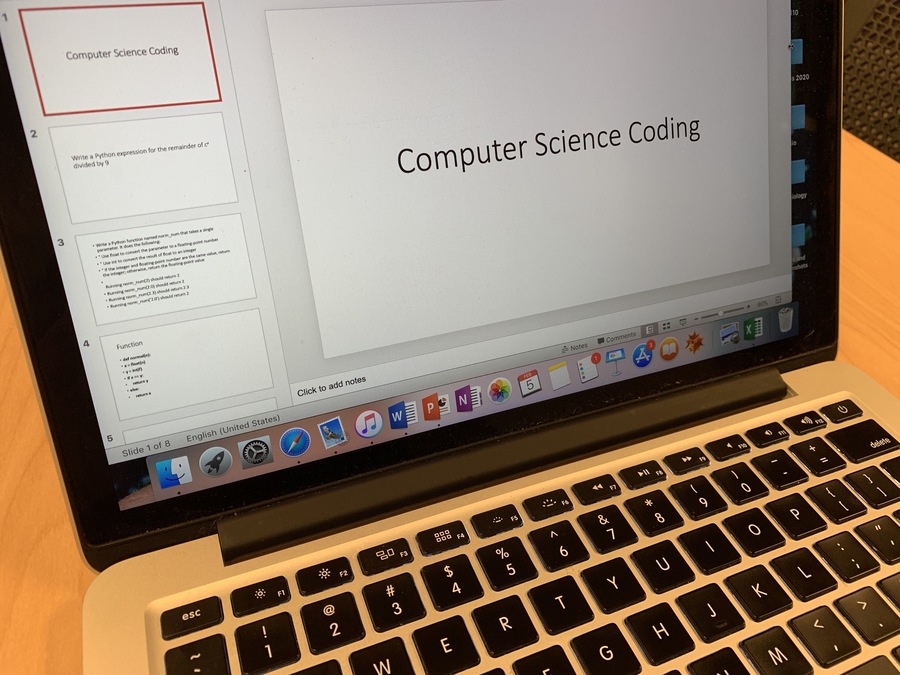 1
Computer Science Coding
2
Write a Python expression for the remainder of c⁴
divided by 9
3
• Write a Python function named norm_num that takes a single
parameter. It does the following:
• * Use float to convert the parameter to a floating-point number
• * Use int to convert the result of float to an integer
• * If the integer and floating-point number are the same value, return
the integer; otherwise, return the floating-point value
•
Running norm_num(2) should return 2
• Running norm_num(2.0) should return 2
• Running norm_num(2.3) should return 2.3
• Running norm_num('2.0') should return 2
4
Function
• def normal(n):
• x = float(n)
• y = int(x)
• if x == y:
• return y
• else:
• return x
5
Computer Science Coding
Click to add notes
Slide 1 of 8
English (United States)
Notes
Comments
2020
FEB
5
W
P
N
X
esc
F1
F2
F3
F4
F5
F6
F7
F8
F9
F10
F11
F12
~
! 1
@ 2
# 3
$ 4
% 5
^ 6
& 7
* 8
( 9
) 0
- 
+ =
delete
W
E
R
T
Y
U
I
O
P
{ [
} ]
G
H
J
K
L
: ;
" '
M
<
>